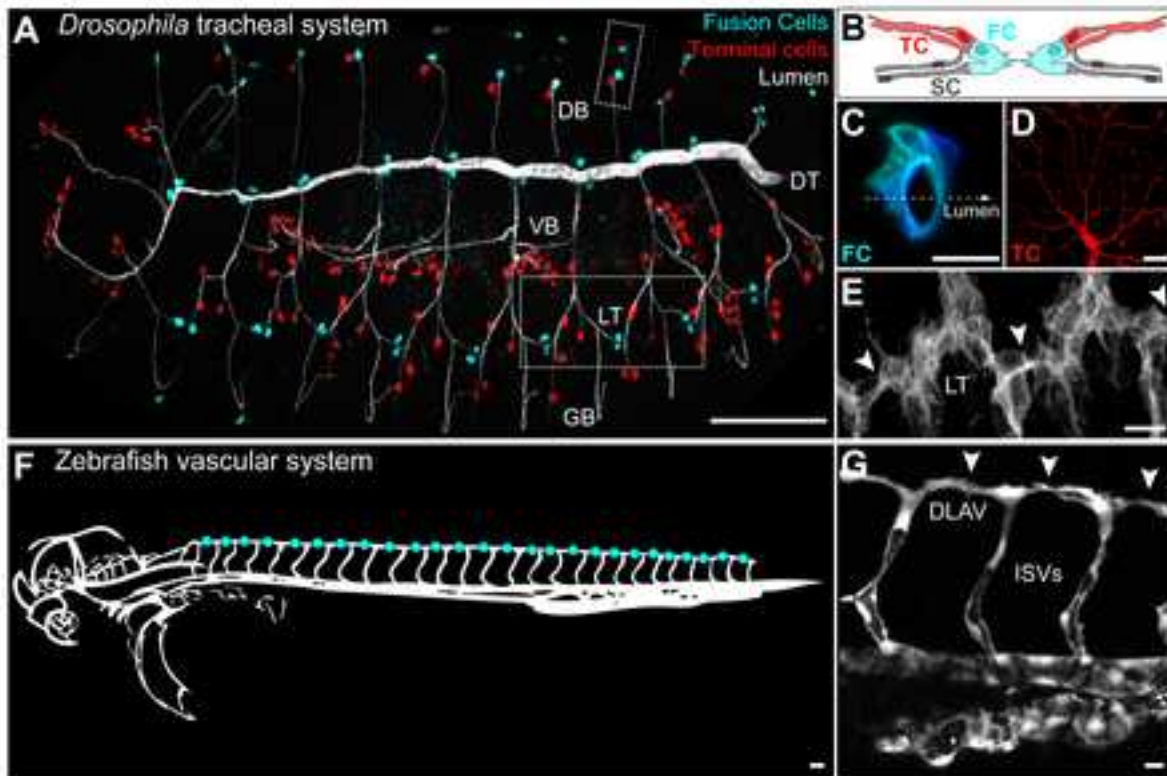 A Drosophila tracheal system
Fusion Cells
Terminal cells
Lumen
DB
DT
VB
LT
GB
B
TC
FC
SC
C
Lumen
FC
D
TC
E
LT
F Zebrafish vascular system
G
DLAV
ISVs